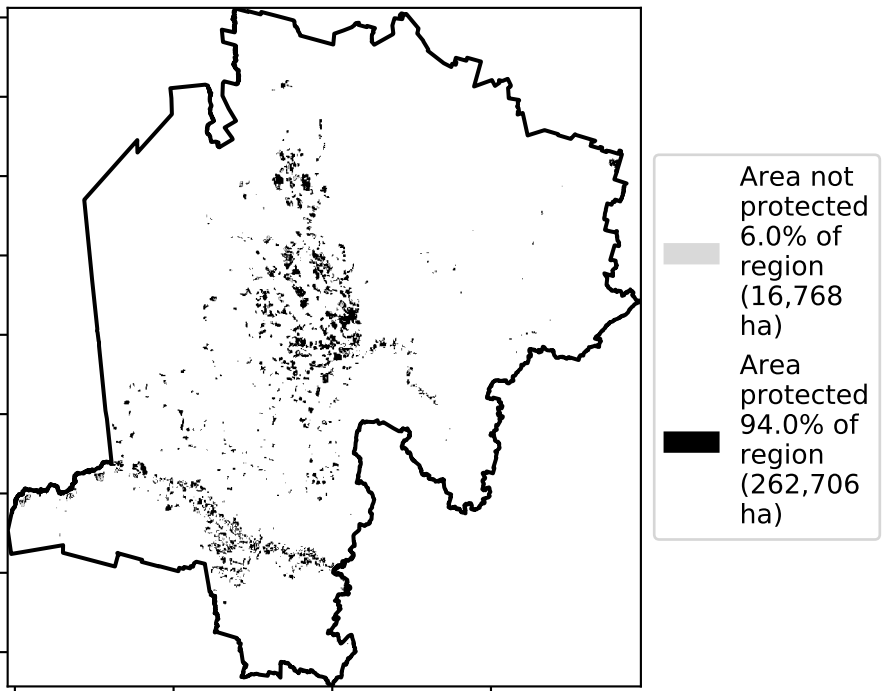 Area not
protected
6.0% of
region
(16,768
ha)
Area
protected
94.0% of
region
(262,706
ha)